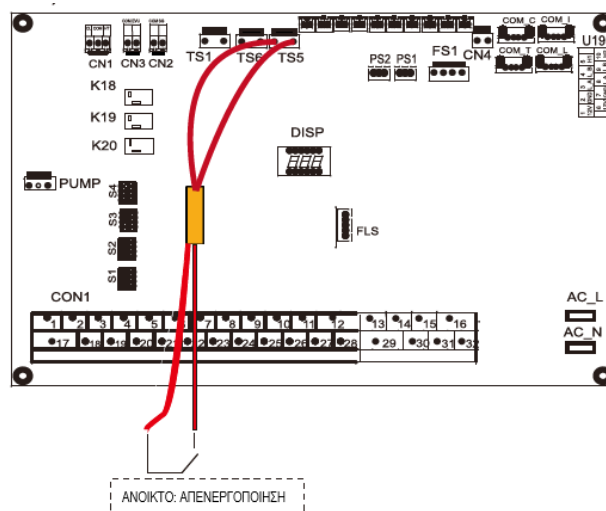 COM_C COM_I
U19
CN1 CN3 CN2
TS1 TS6 TS5
PS2 PS1
FS1
CN4
COM_T COM_L
K18
K19
K20
DISP
PUMP
S4
S3
S2
S1
FLS
CON1
AC_L
AC_N
1 2 3 4 5 7 8 9 10 11 12 13 14 15 16
17 18 19 20 21 23 24 25 26 27 28 29 30 31 32
ΑΝΟΙΚΤΟ: ΑΠΕΝΕΡΓΟΠΟΙΗΣΗ